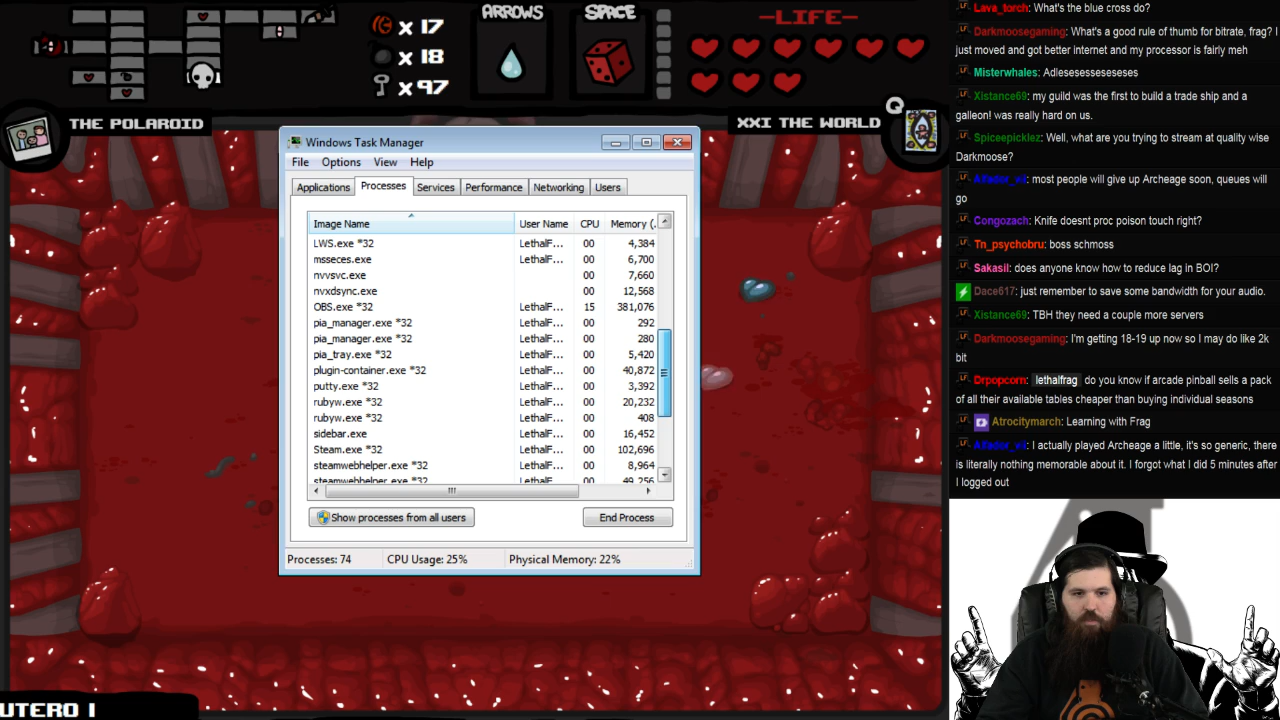 x 17
x 18
x 97
ARROWS
SPACE
-LIFE-
THE POLAROID
Q
XXI THE WORLD
Windows Task Manager
File Options View Help
Applications Processes Services Performance Networking Users
Image Name User Name CPU Memory (.
LWS.exe *32 LethalF... 00 4,384
msseces.exe LethalF... 00 6,700
nvvsvc.exe 00 7,660
nvxdsync.exe 00 12,568
OBS.exe *32 LethalF... 15 381,076
pia_manager.exe *32 LethalF... 00 292
pia_manager.exe *32 LethalF... 00 280
pia_tray.exe *32 LethalF... 00 5,420
plugin-container.exe *32 LethalF... 00 40,872
putty.exe *32 LethalF... 00 3,392
rubyw.exe *32 LethalF... 00 20,232
rubyw.exe *32 LethalF... 00 408
sidebar.exe LethalF... 00 16,452
Steam.exe *32 LethalF... 00 102,696
steamwebhelper.exe *32 LethalF... 00 8,964
steamwebhelper.exe *32 LethalF... 00 49,256
Show processes from all users End Process
Processes: 74 CPU Usage: 25% Physical Memory: 22%
UTERO I
Lava_torch: What's the blue cross do?
Darkmoosegaming: What's a good rule of thumb for bitrate, frag? I
just moved and got better internet and my processor is fairly meh
Misterwhales: Adlesesesseseses
Xistance69: my guild was the first to build a trade ship and a
galleon! was really hard on us.
Spiceepicklez: Well, what are you trying to stream at quality wise
Darkmoose?
most people will give up Archeage soon, queues will
go
Congozach: Knife doesnt proc poison touch right?
Tn_psychobru: boss schmoss
Sakasil: does anyone know how to reduce lag in BOI?
Dace617: just remember to save some bandwidth for your audio.
Xistance69: TBH they need a couple more servers
Darkmoosegaming: I'm getting 18-19 up now so I may do like 2k
bit
Drpopcorn: lethalfrag do you know if arcade pinball sells a pack
of all their available tables cheaper than buying individual seasons
Atrocitymarch: Learning with Frag
I actually played Archeage a little, it's so generic, there
is literally nothing memorable about it. I forgot what I did 5 minutes after
I logged out